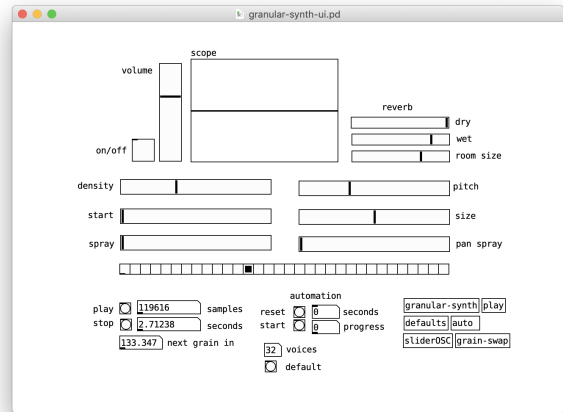 granular-synth-ui.pd
scope
volume
reverb
dry
wet
on/off
room size
density
pitch
start
size
spray
pan spray
automation
play 119616 samples
reset 0 seconds
granular-synth play
stop 2.71238 seconds
start 0 progress
defaults auto
133.347 next grain in
sliderOSC grain-swap
32 voices
default